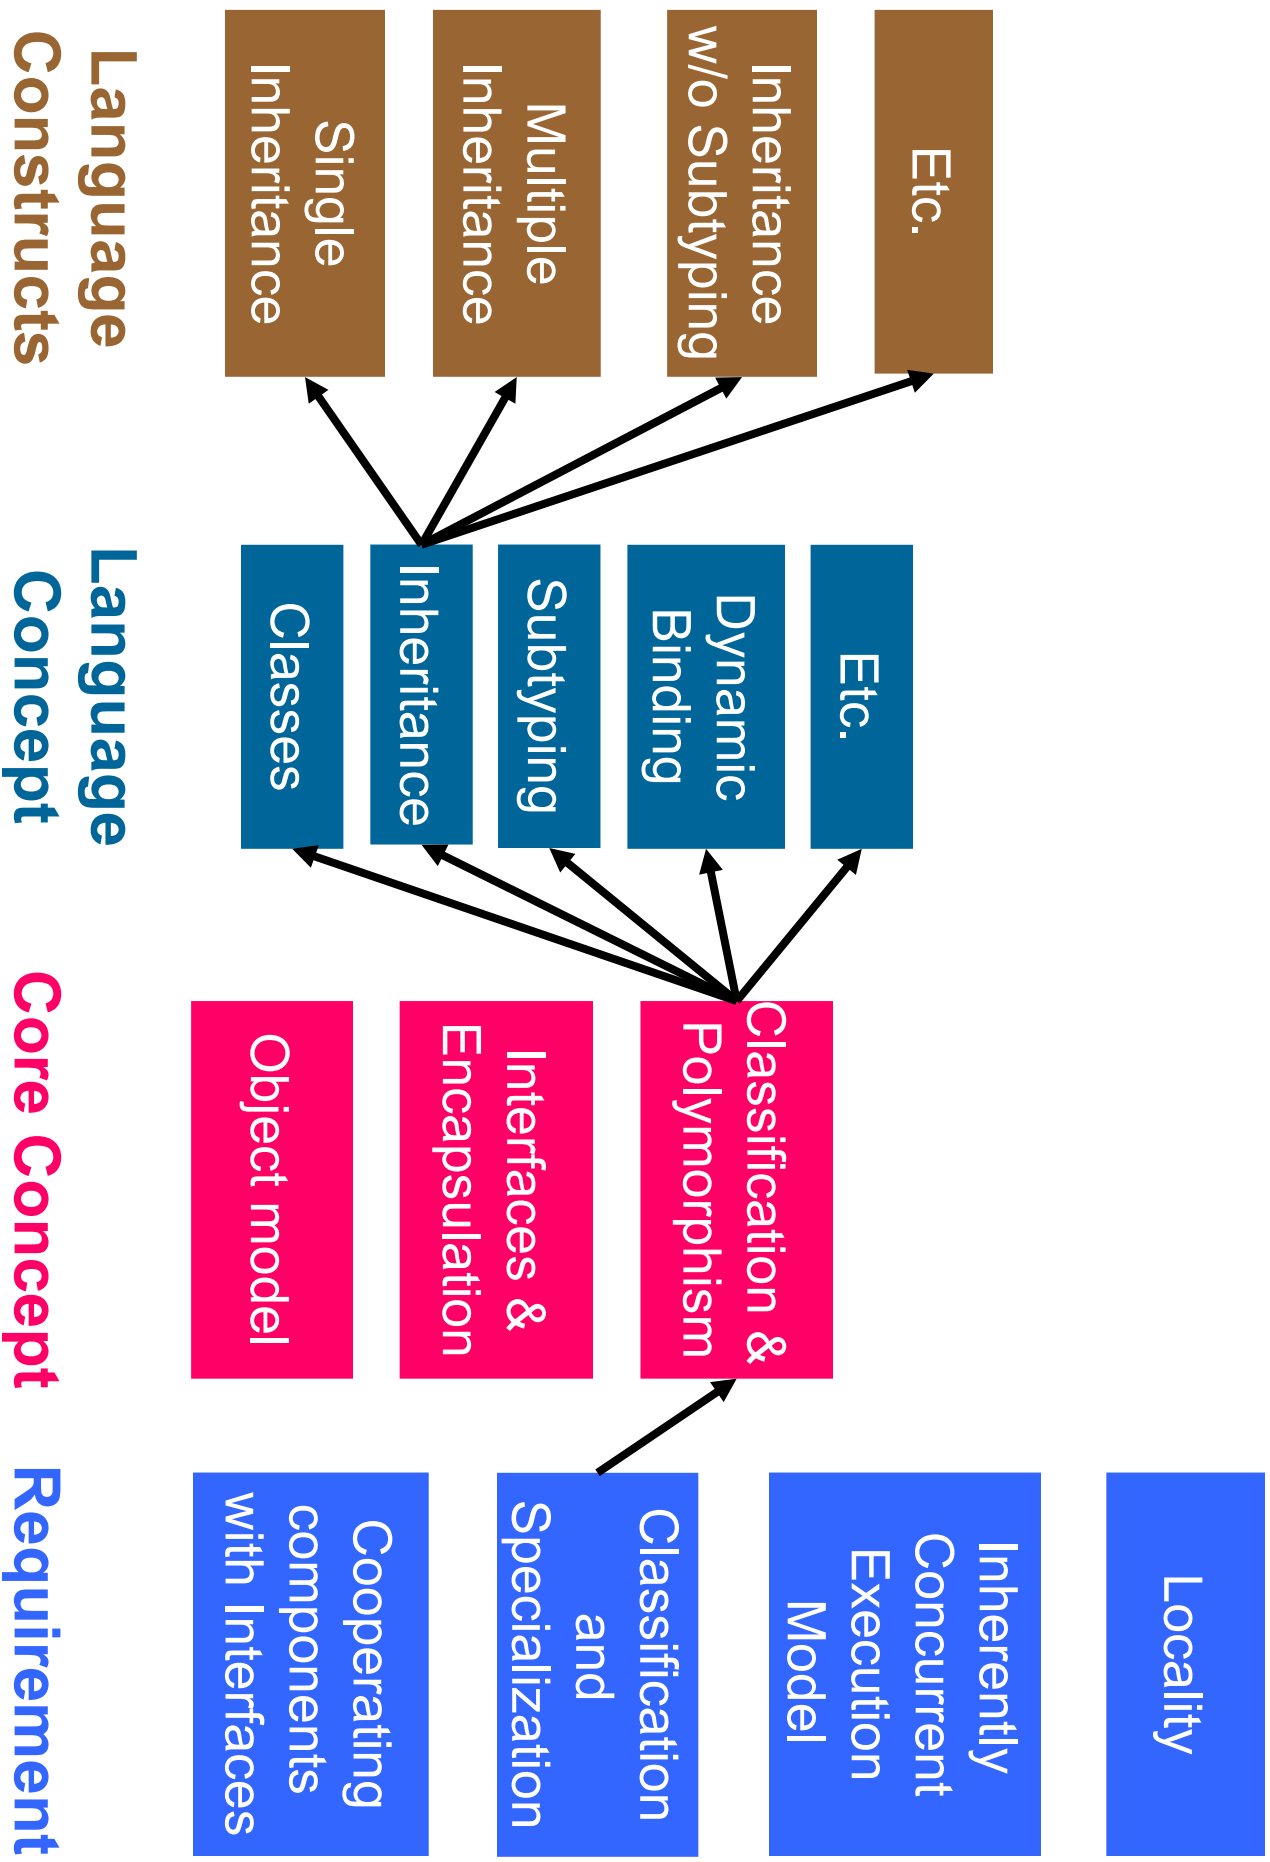 Language
Constructs
Single
Inheritance
Multiple
Inheritance
Inheritance
w/o Subtyping
Etc.
Language
Concept
Classes
Inheritance
Subtyping
Dynamic
Binding
Etc.
Core Concept
Object model
Interfaces &
Encapsulation
Classification &
Polymorphism
Requirement
Cooperating
components
with Interfaces
Classification
and
Specialization
Inherently
Concurrent
Execution
Model
Locality